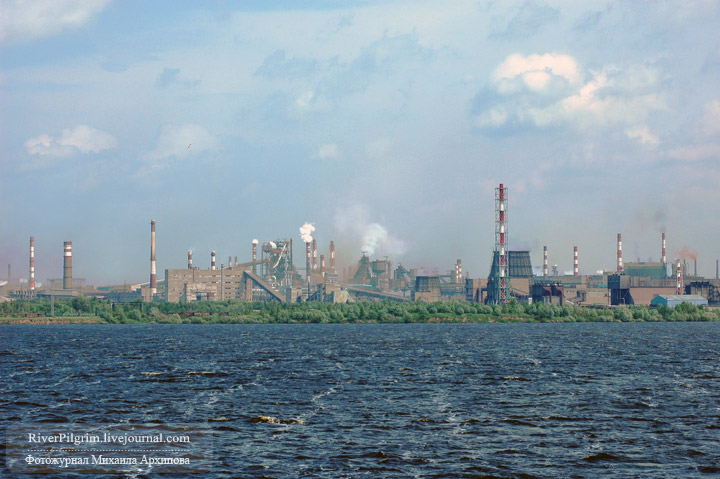 RiverPilgrim.livejournal.com
Фотожурнал Михаила Архипова